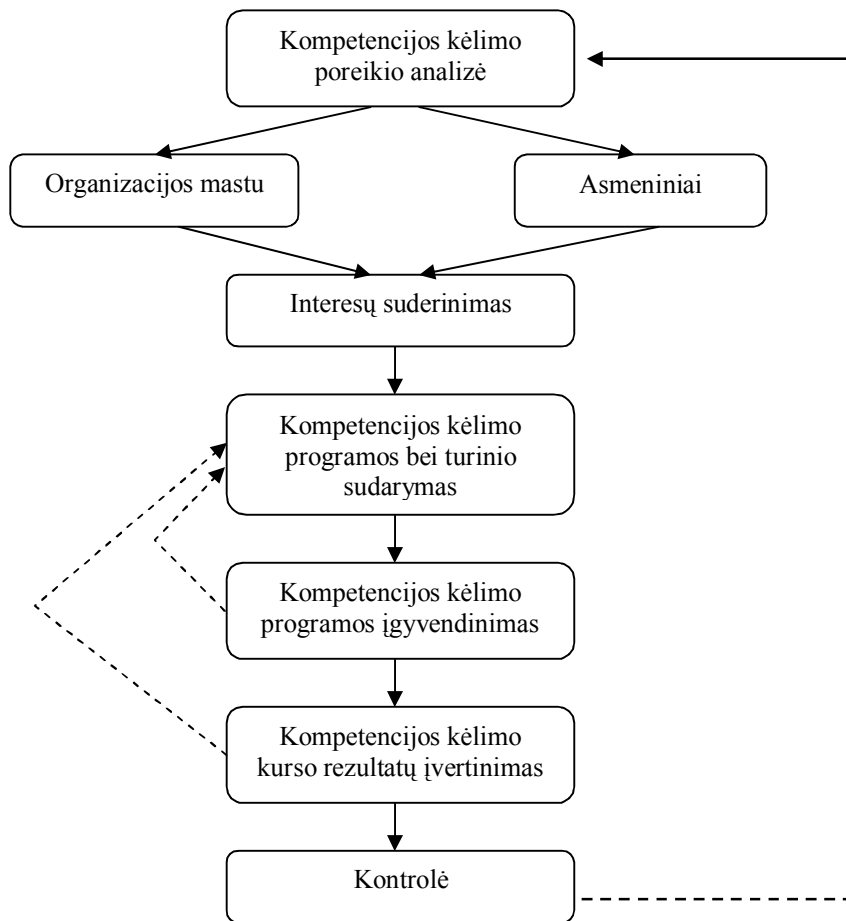 Kompetencijos kėlimo
poreikio analizė
Organizacijos mastu
Asmeniniai
Interesų suderinimas
Kompetencijos kėlimo
programos bei turinio
sudarymas
Kompetencijos kėlimo
programos įgyvendinimas
Kompetencijos kėlimo
kurso rezultatų įvertinimas
Kontrolė